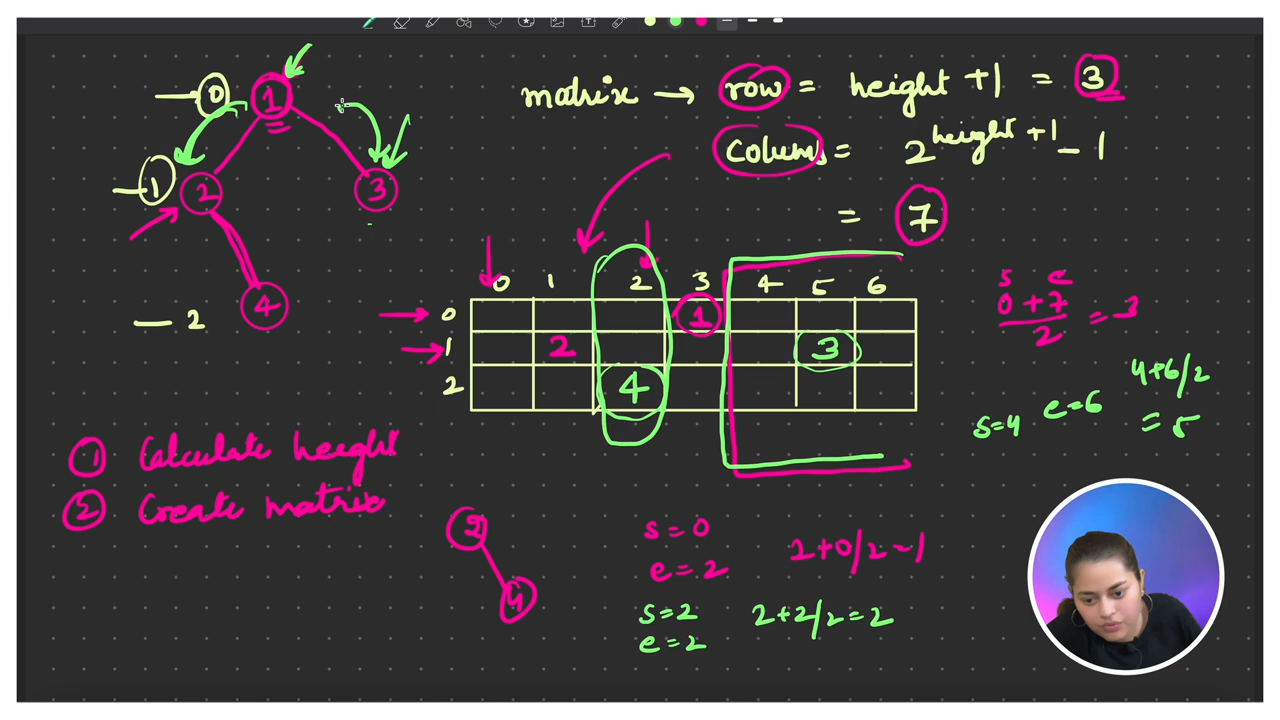 matrix → row = height + 1 = 3
Column = 2^height + 1 - 1
= 7
— 0
1
— 1
2
3
— 2
4
0 1 2 3 4 5 6
0 1
1 2 3
2 4
s e
0 + 7 = 3
2
4+6/2
s=4 e=6 = 5
① Calculate height
② Create matrix
2
4
s = 0
e = 2
2+0/2=1
s=2
e=2
2+2/2=2